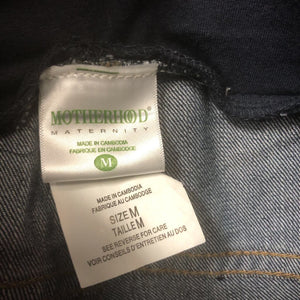 MOTHERHOOD®
MATERNITY
MADE IN CAMBODIA
FABRIQUE EN CAMBODGE
M
MADE IN CAMBODIA
FABRIQUE AU CAMBODGE
SIZE M
TAILLE M
SEE REVERSE FOR CARE
VOIR CONSEILS D'ENTRETIEN AU DOS